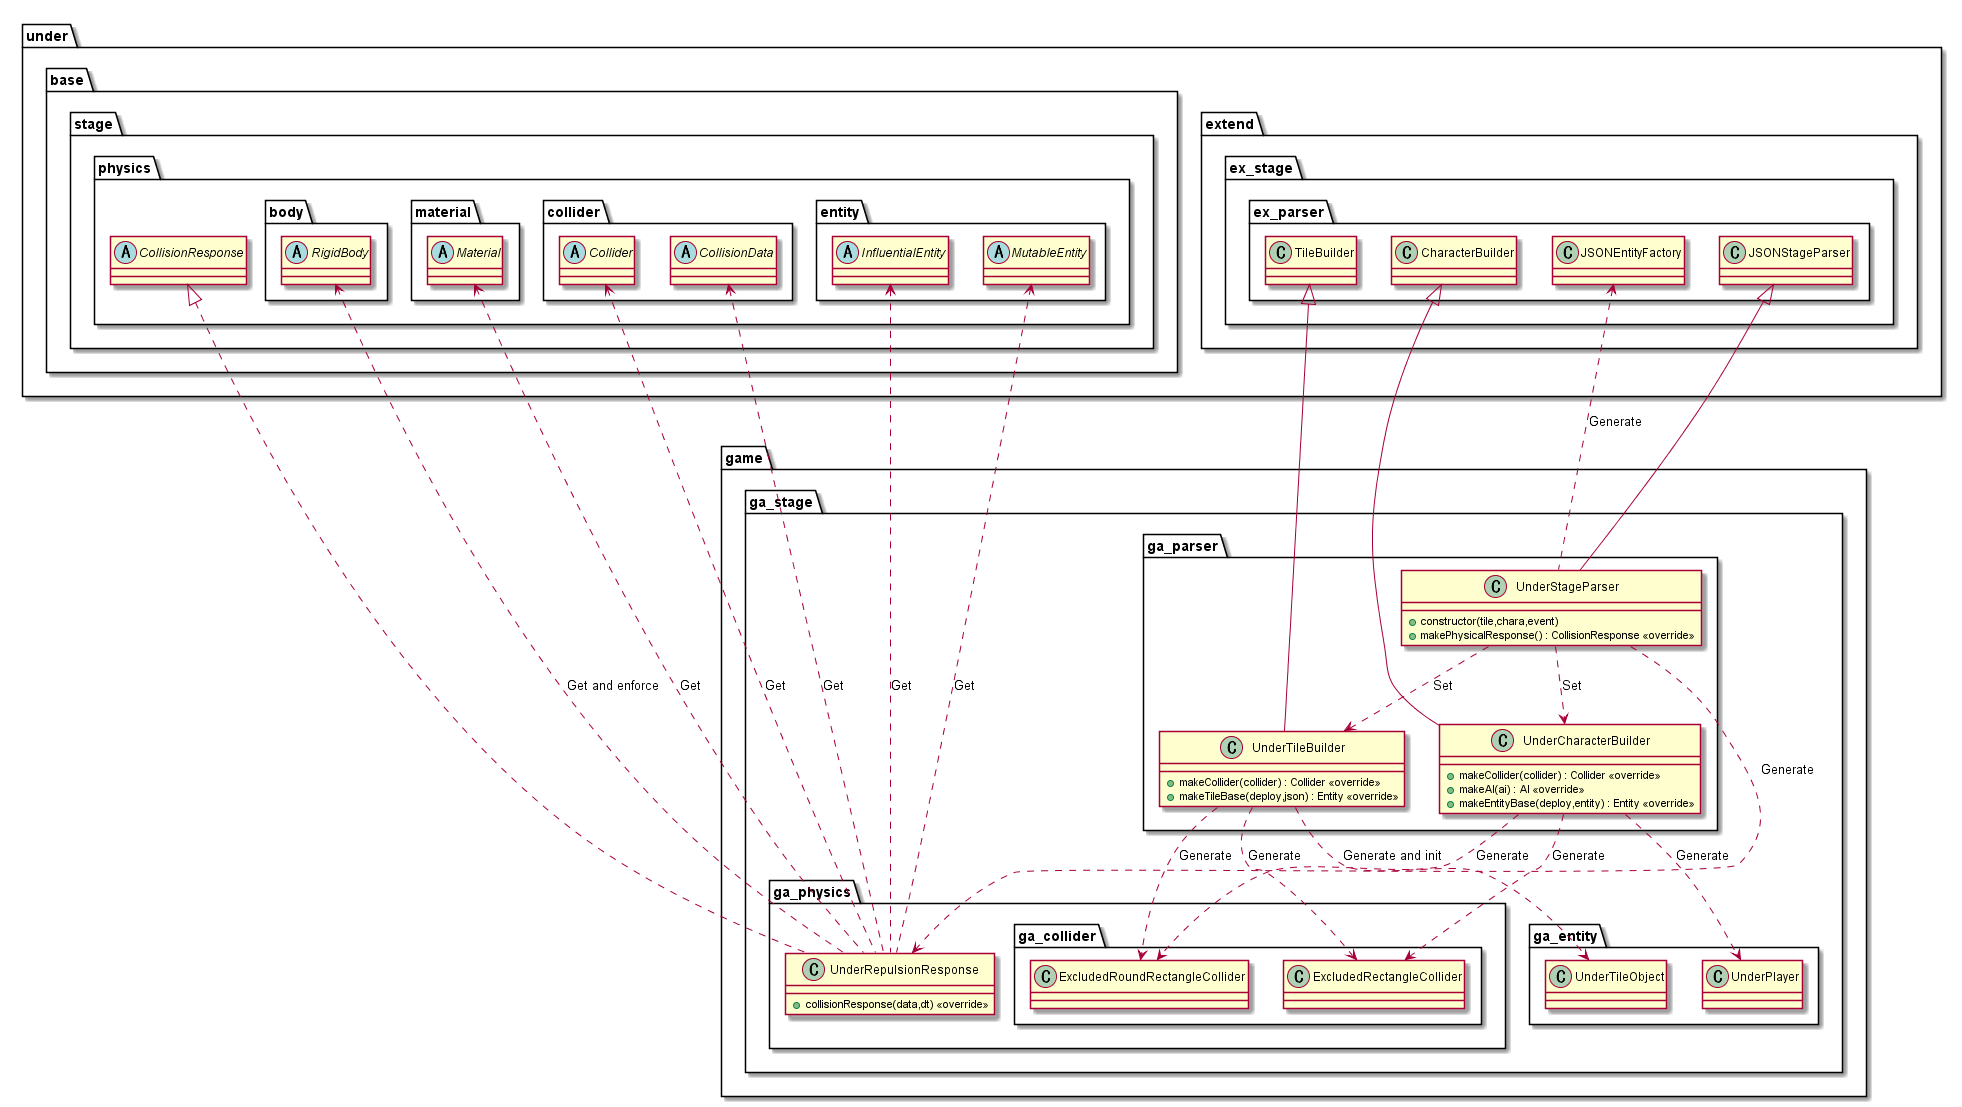 under
base
stage
physics
body
material
collider
entity
A CollisionResponse
A RigidBody
A Material
A Collider
A CollisionData
A InfluentialEntity
A MutableEntity
extend
ex_stage
ex_parser
C TileBuilder
C CharacterBuilder
C JSONEntityFactory
C JSONStageParser
Generate
game
ga_stage
ga_parser
C UnderStageParser
constructor(tile,chara,event)
makePhysicalResponse() : CollisionResponse «override»
Get and enforce
Get
Get
Get
Get
Get
Set
Set
C UnderTileBuilder
makeCollider(collider) : Collider «override»
makeTileBase(deploy,json) : Entity «override»
C UnderCharacterBuilder
makeCollider(collider) : Collider «override»
makeAI(ai) : AI «override»
makeEntityBase(deploy,entity) : Entity «override»
Generate
Generate
Generate
Generate and init
Generate
Generate
Generate
ga_physics
C UnderRepulsionResponse
collisionResponse(data,dt) «override»
ga_collider
C ExcludedRoundRectangleCollider
C ExcludedRectangleCollider
ga_entity
C UnderTileObject
C UnderPlayer